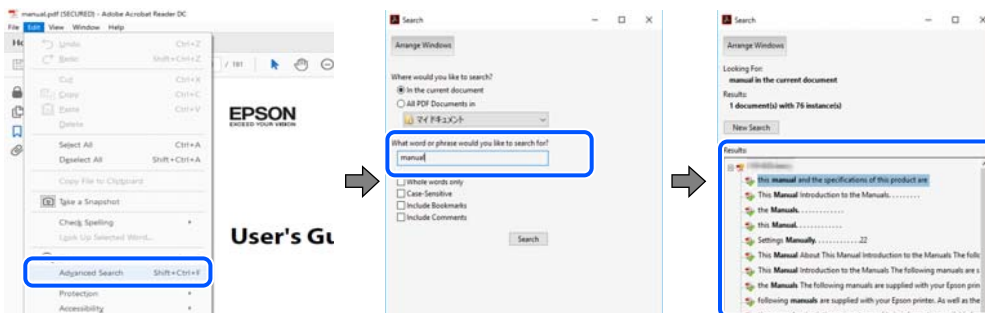 manual.pdf (SECURED) - Adobe Acrobat Reader DC
File Edit View Window Help
Undo Ctrl+Z
Redo Shift+Ctrl+Z
Cut Ctrl+X
Copy Ctrl+C
Paste Ctrl+V
Delete
Select All Ctrl+A
Deselect All Shift+Ctrl+A
Copy File to Clipboard
Take a Snapshot
Check Spelling
Look Up Selected Word...
Advanced Search Shift+Ctrl+F
Protection
Accessibility
/ 181
EPSON
EXCEED YOUR VISION
User's Gu
Search
Arrange Windows
Where would you like to search?
In the current document
All PDF Documents in
マイドキュメント
What word or phrase would you like to search for?
manual
Whole words only
Case-Sensitive
Include Bookmarks
Include Comments
Search
Search
Arrange Windows
Looking For:
manual in the current document
Results:
1 document(s) with 76 instance(s)
New Search
Results:
this manual and the specifications of this product are
This Manual Introduction to the Manuals. . . . . . . . .
the Manuals. . . . . . . . . . . . .
this Manual. . . . . . . . . . . . .
Settings Manually. . . . . . . . . . . . .22
This Manual About This Manual Introduction to the Manuals The follo
This Manual Introduction to the Manuals The following manuals are s
the Manuals The following manuals are supplied with your Epson prin
following manuals are supplied with your Epson printer. As well as the